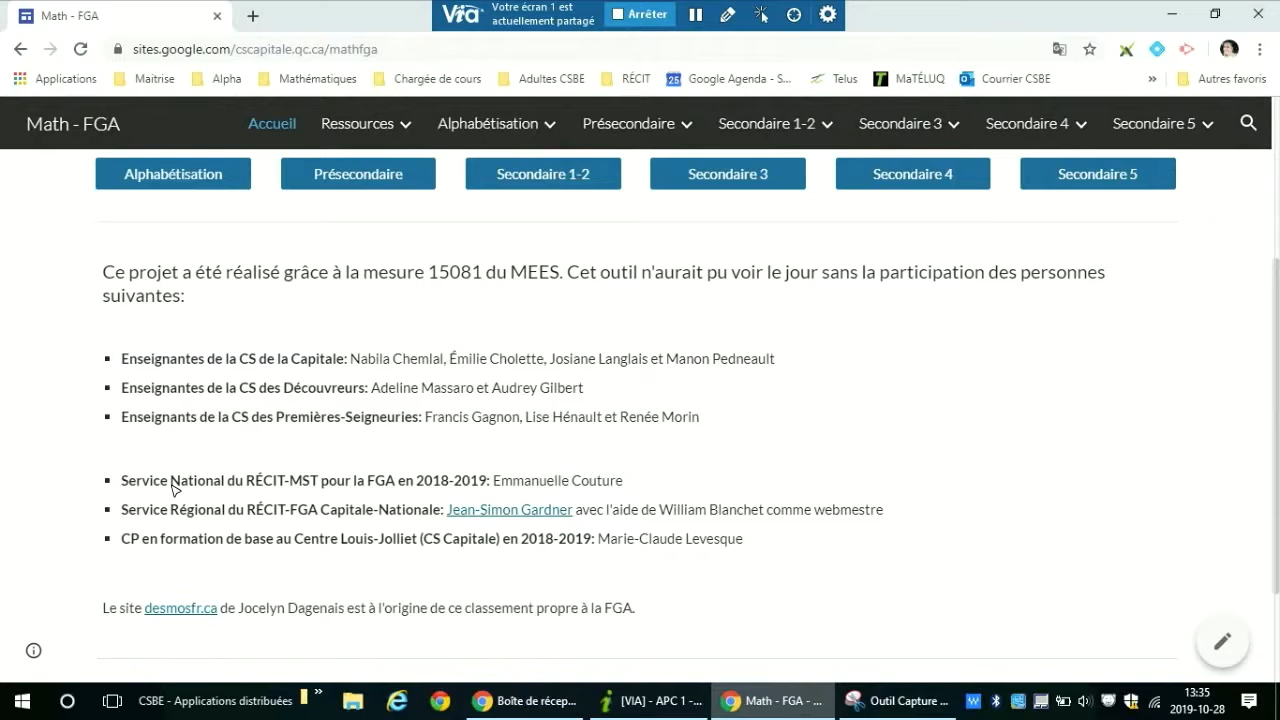 Math - FGA
Via Votre écran 1 est actuellement partagé Arrêter
sites.google.com/cscapitale.qc.ca/mathfga
Applications Maitrise Alpha Mathématiques Chargée de cours Adultes CSBE RÉCIT 25 Google Agenda - S... Telus MaTÉLUQ Courrier CSBE » Autres favoris
Math - FGA Accueil Ressources Alphabétisation Présecondaire Secondaire 1-2 Secondaire 3 Secondaire 4 Secondaire 5
Alphabétisation Présecondaire Secondaire 1-2 Secondaire 3 Secondaire 4 Secondaire 5
Ce projet a été réalisé grâce à la mesure 15081 du MEES. Cet outil n'aurait pu voir le jour sans la participation des personnes
suivantes:
Enseignantes de la CS de la Capitale: Nabila Chemlal, Émilie Cholette, Josiane Langlais et Manon Pedneault
Enseignantes de la CS des Découvreurs: Adeline Massaro et Audrey Gilbert
Enseignants de la CS des Premières-Seigneuries: Francis Gagnon, Lise Hénault et Renée Morin
Service National du RÉCIT-MST pour la FGA en 2018-2019: Emmanuelle Couture
Service Régional du RÉCIT-FGA Capitale-Nationale: Jean-Simon Gardner avec l'aide de William Blanchet comme webmestre
CP en formation de base au Centre Louis-Jolliet (CS Capitale) en 2018-2019: Marie-Claude Levesque
Le site desmosfr.ca de Jocelyn Dagenais est à l'origine de ce classement propre à la FGA.
CSBE - Applications distribuées » Boîte de récep... [VIA] - APC 1 -... Math - FGA - ... Outil Capture ... 13:35
2019-10-28